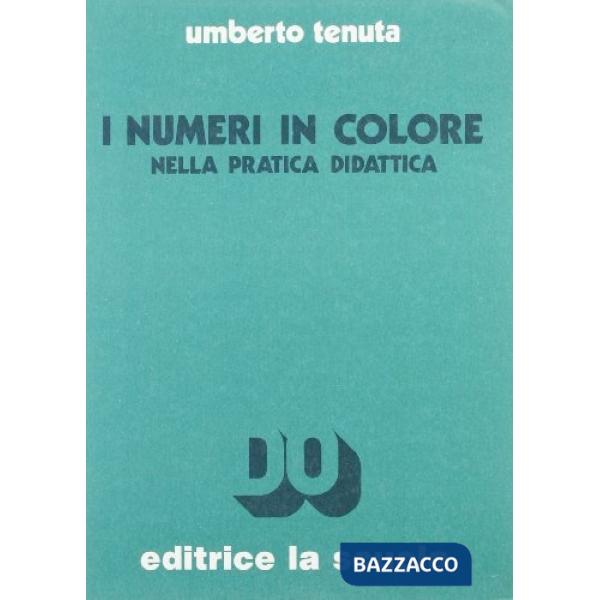 umberto tenuta
I NUMERI IN COLORE
NELLA PRATICA DIDATTICA
DO
editrice la
BAZZACCO